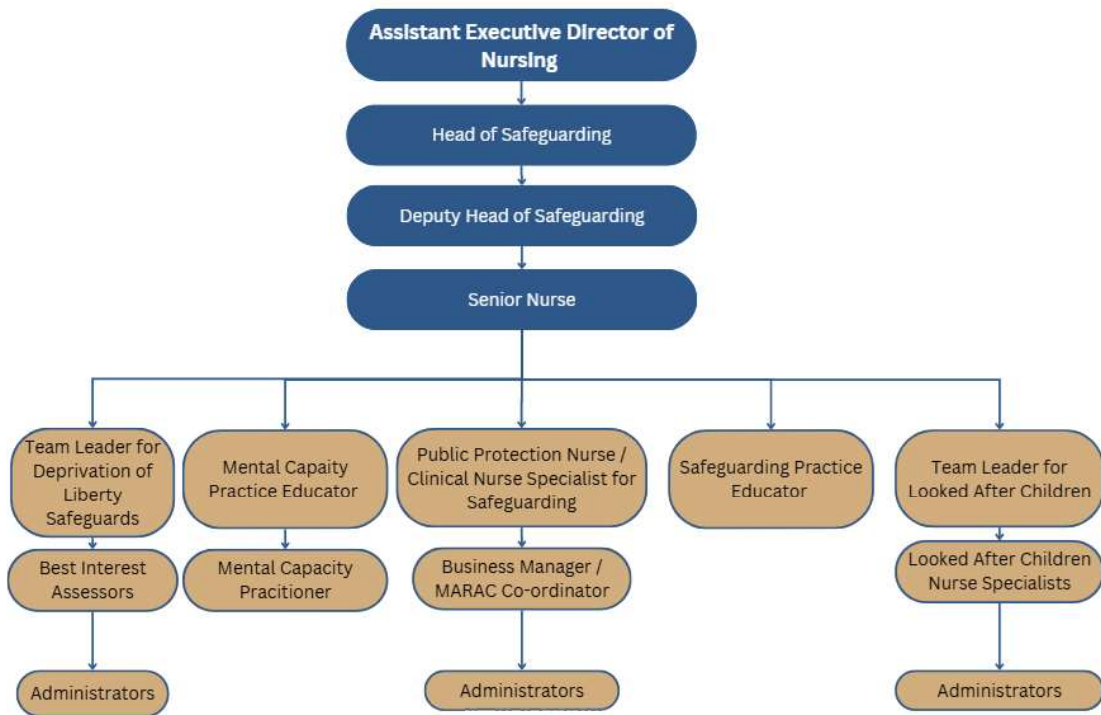 Assistant Executive Director of
Nursing
Head of Safeguarding
Deputy Head of Safeguarding
Senior Nurse
Team Leader for
Deprivation of
Liberty
Safeguards
Mental Capaity
Practice Educator
Public Protection Nurse /
Clinical Nurse Specialist for
Safeguarding
Safeguarding Practice
Educator
Team Leader for
Looked After Children
Best Interest
Assessors
Mental Capacity
Pracitioner
Business Manager /
MARAC Co-ordinator
Looked After Children
Nurse Specialists
Administrators
Administrators
Administrators